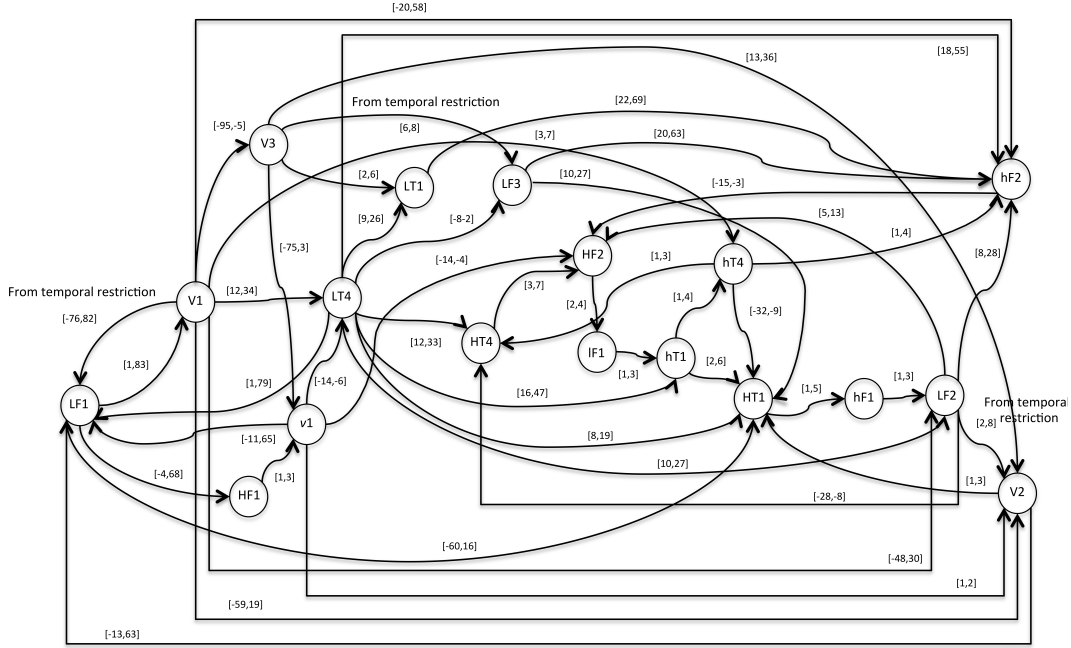 [-20,58]
[18,55]
[13,36]
From temporal restriction
[22,69]
[-95,-5]
[6,8]
[3,7]
[20,63]
V3
[2,6]
LT1
LF3
[10,27]
[-15,-3]
hF2
[9,26]
[-8-2]
[5,13]
[1,4]
[-75,3]
[-14,-4]
HF2
[1,3]
hT4
[8,28]
From temporal restriction
V1
[12,34]
LT4
[3,7]
[2,4]
[1,4]
[-32,-9]
[-76,82]
[12,33]
HT4
lF1
hT1
[1,83]
[1,3]
[2,6]
[1,79]
[-14,-6]
[16,47]
[1,5]
[1,3]
LF1
HT1
hF1
LF2
From temporal
restriction
[2,8]
v1
[-11,65]
[8,19]
[-4,68]
[1,3]
[10,27]
[1,3]
HF1
[-28,-8]
V2
[-60,16]
[-48,30]
[1,2]
[-59,19]
[-13,63]